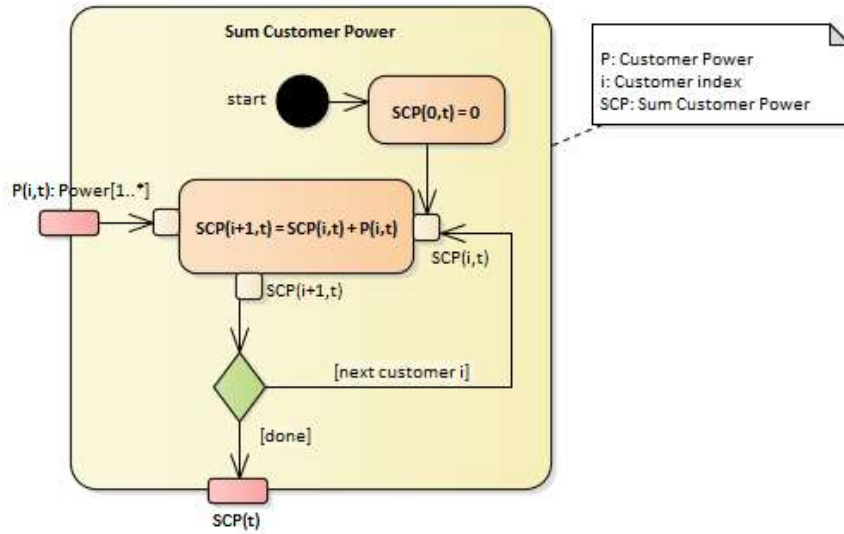 Sum Customer Power
P: Customer Power
i: Customer index
SCP: Sum Customer Power
start
SCP(0,t) = 0
P(i,t): Power[1..*]
SCP(i+1,t) = SCP(i,t) + P(i,t)
SCP(i,t)
SCP(i+1,t)
[next customer i]
[done]
SCP(t)